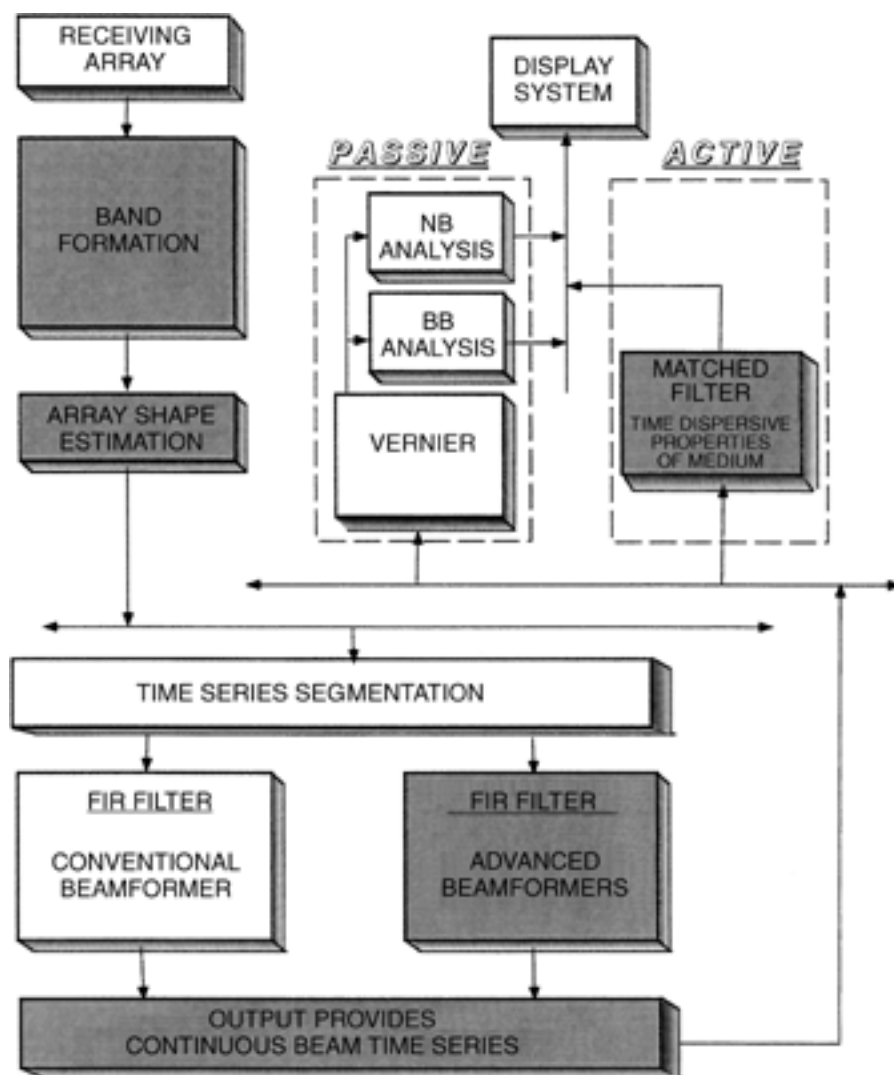 RECEIVING
ARRAY
BAND
FORMATION
ARRAY SHAPE
ESTIMATION
DISPLAY
SYSTEM
PASSIVE
NB
ANALYSIS
BB
ANALYSIS
VERNIER
ACTIVE
MATCHED
FILTER
TIME DISPERSIVE
PROPERTIES
OF MEDIUM
TIME SERIES SEGMENTATION
FIR FILTER
CONVENTIONAL
BEAMFORMER
FIR FILTER
ADVANCED
BEAMFORMERS
OUTPUT PROVIDES
CONTINUOUS BEAM TIME SERIES